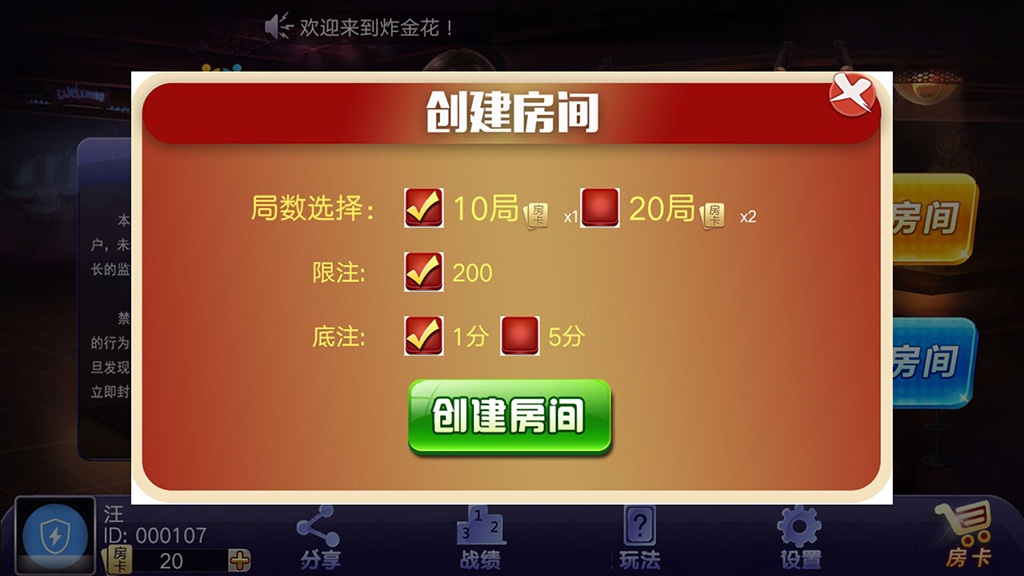 欢迎来到炸金花！
Welcome
创建房间
局数选择： 10局 房卡 x1 20局 房卡 x2
限注: 200
底注: 1分 5分
创建房间
本
户，未
长的监
禁
的行为
旦发现
立即封
房间
房间
汪
ID: 000107
房卡 20
分享
3 1 2
战绩
?
玩法
设置
房卡